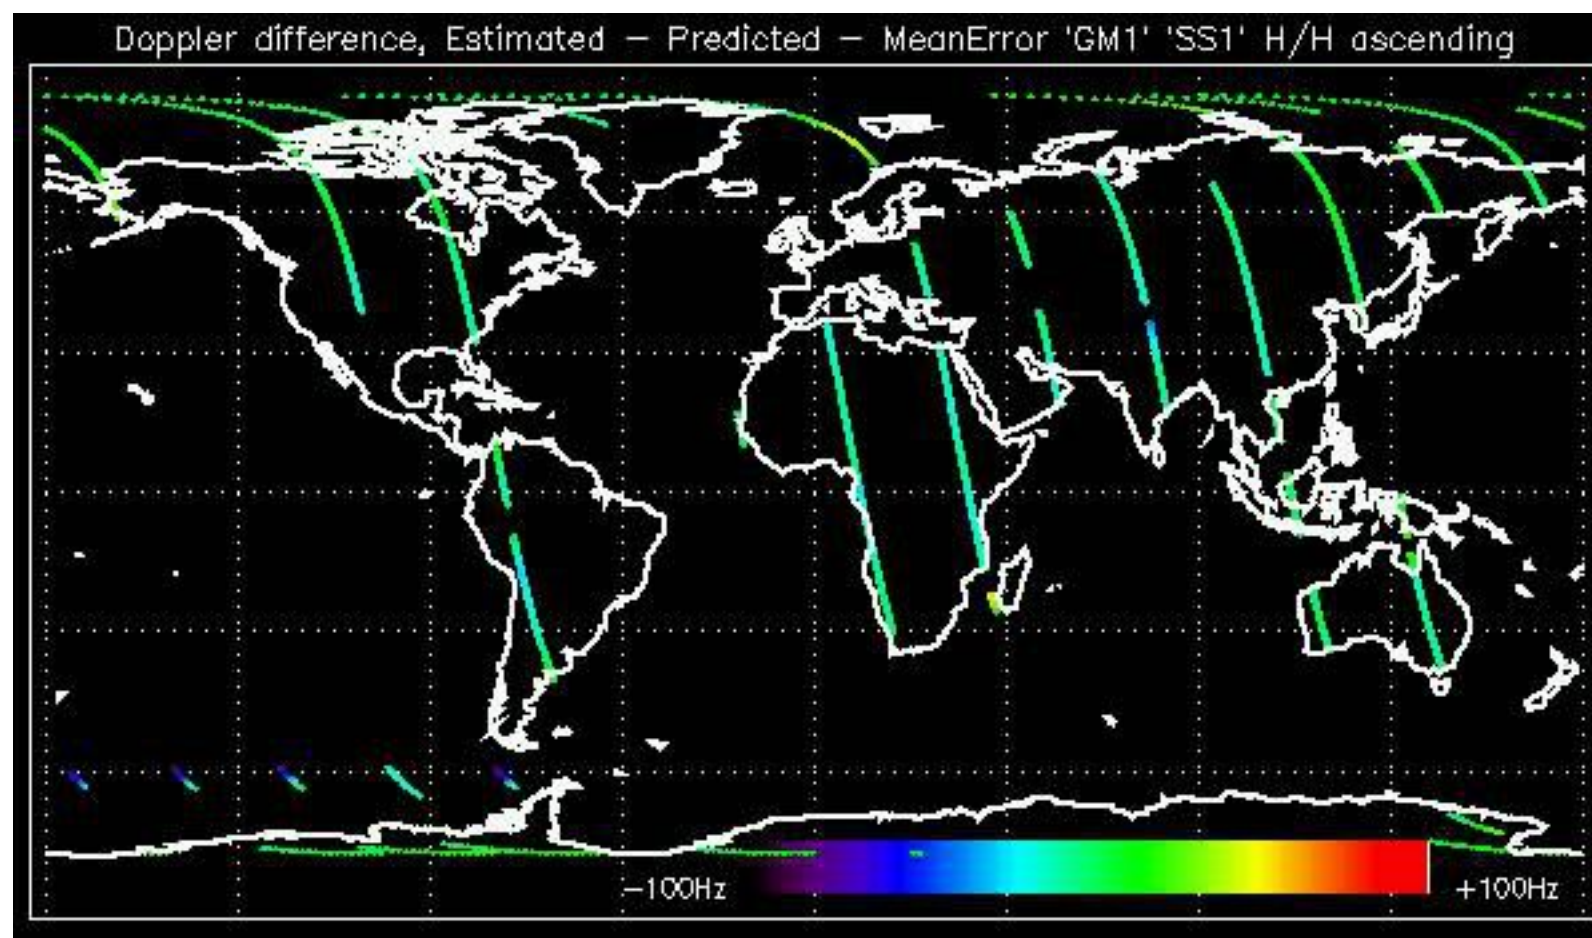 Doppler difference, Estimated – Predicted – MeanError 'GM1' 'SS1' H/H ascending
–100Hz
+100Hz